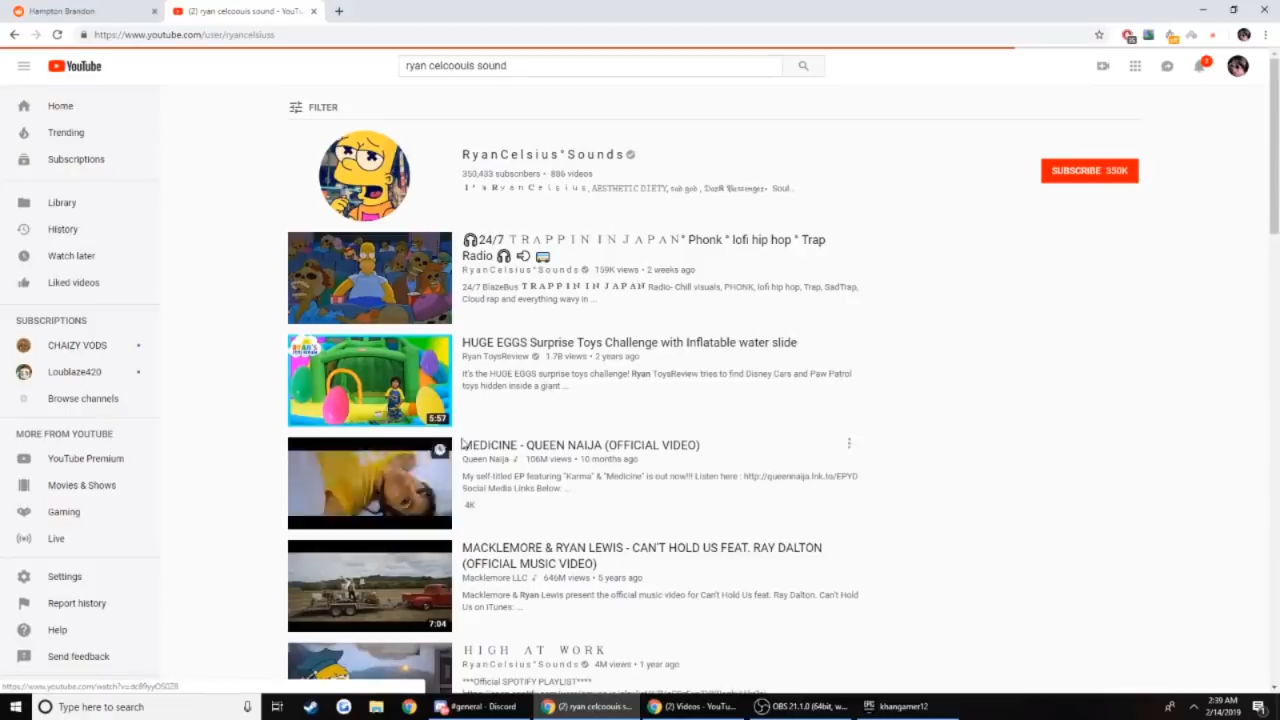 Hampton Brandon
(2) ryan celcoouis sound - YouTu
https://www.youtube.com/user/ryancelsiuss
YouTube
ryan celcoouis sound
Home
Trending
Subscriptions
Library
History
Watch later
Liked videos
SUBSCRIPTIONS
CHAIZY VODS
Loublaze420
Browse channels
MORE FROM YOUTUBE
YouTube Premium
Movies & Shows
Gaming
Live
Settings
Report history
Help
Send feedback
FILTER
R y a n C e l s i u s ° S o u n d s
350,433 subscribers • 886 videos
I ' s R y a n C e l s i u s , AESTHETIC DIETY, sub god ,
Soul...
SUBSCRIBE 350K
24/7 T R A P P I N I N J A P A N ° Phonk ° lofi hip hop ° Trap
Radio
R y a n C e l s i u s ° S o u n d s 159K views • 2 weeks ago
24/7 BlazeBus T R A P P I N I N J A P A N Radio- Chill visuals, PHONK, lofi hip hop, Trap, SadTrap,
Cloud rap and everything wavy in ...
HUGE EGGS Surprise Toys Challenge with Inflatable water slide
Ryan ToysReview 1.7B views • 2 years ago
It's the HUGE EGGS surprise toys challenge! Ryan ToysReview tries to find Disney Cars and Paw Patrol
toys hidden inside a giant ...
5:57
MEDICINE - QUEEN NAIJA (OFFICIAL VIDEO)
Queen Naija 106M views • 10 months ago
My self-titled EP featuring "Karma" & "Medicine" is out now!!! Listen here : http://queennaija.lnk.to/EPYD
Social Media Links Below: ...
4K
MACKLEMORE & RYAN LEWIS - CAN'T HOLD US FEAT. RAY DALTON
(OFFICIAL MUSIC VIDEO)
Macklemore LLC 646M views • 5 years ago
Macklemore & Ryan Lewis present the official music video for Can't Hold Us feat. Ray Dalton. Can't Hold
Us on iTunes: ...
7:04
H I G H A T W O R K
R y a n C e l s i u s ° S o u n d s 4M views • 1 year ago
***Official SPOTIFY PLAYLIST****
Type here to search
#general - Discord
(2) ryan celcoouis s...
(2) Videos - YouTu...
OBS 21.1.0 (64bit, w...
khangamer12
2:39 AM
2/14/2019